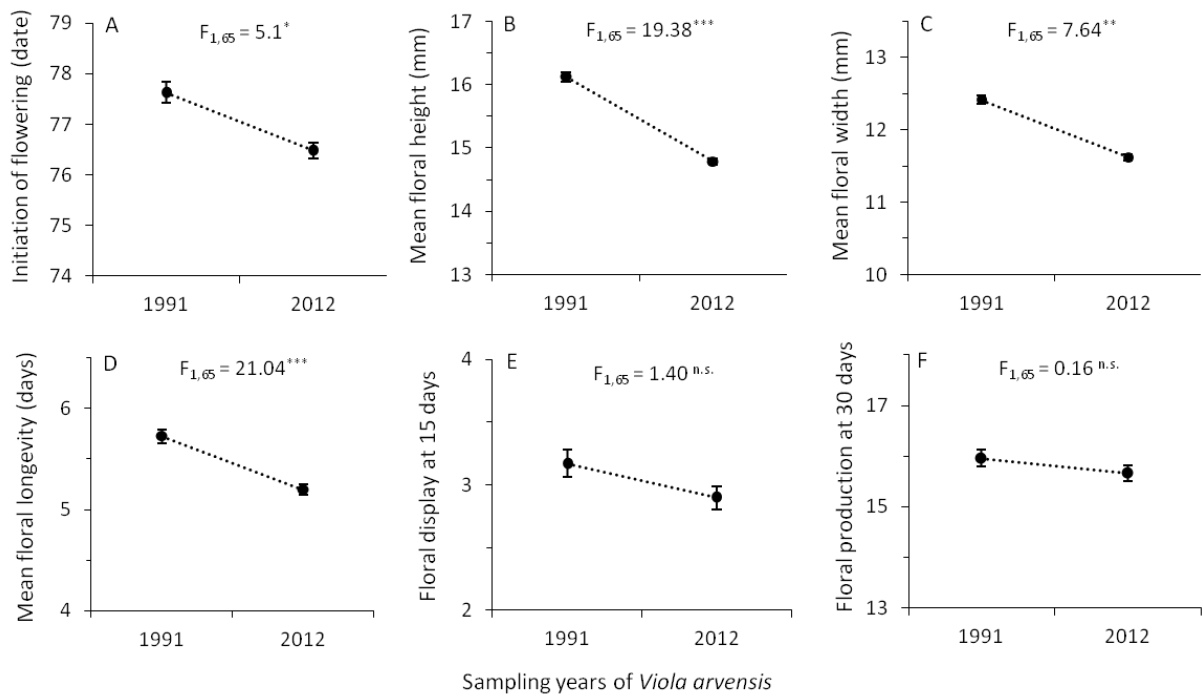 A
F1,65 = 5.1*
Initiation of flowering (date)
79
78
77
76
75
74
1991
2012
B
F1,65 = 19.38***
Mean floral height (mm)
17
16
15
14
13
1991
2012
C
F1,65 = 7.64**
Mean floral width (mm)
13
12
11
10
1991
2012
D
F1,65 = 21.04***
Mean floral longevity (days)
6
5
4
1991
2012
E
F1,65 = 1.40 n.s.
Floral display at 15 days
4
3
2
1991
2012
F
F1,65 = 0.16 n.s.
Floral production at 30 days
17
15
13
1991
2012
Sampling years of Viola arvensis